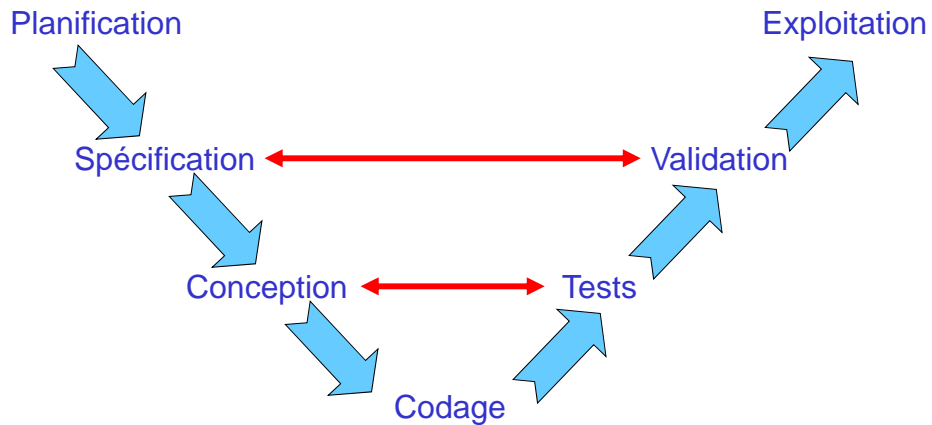 Planification
Exploitation
Spécification
Validation
Conception
Tests
Codage